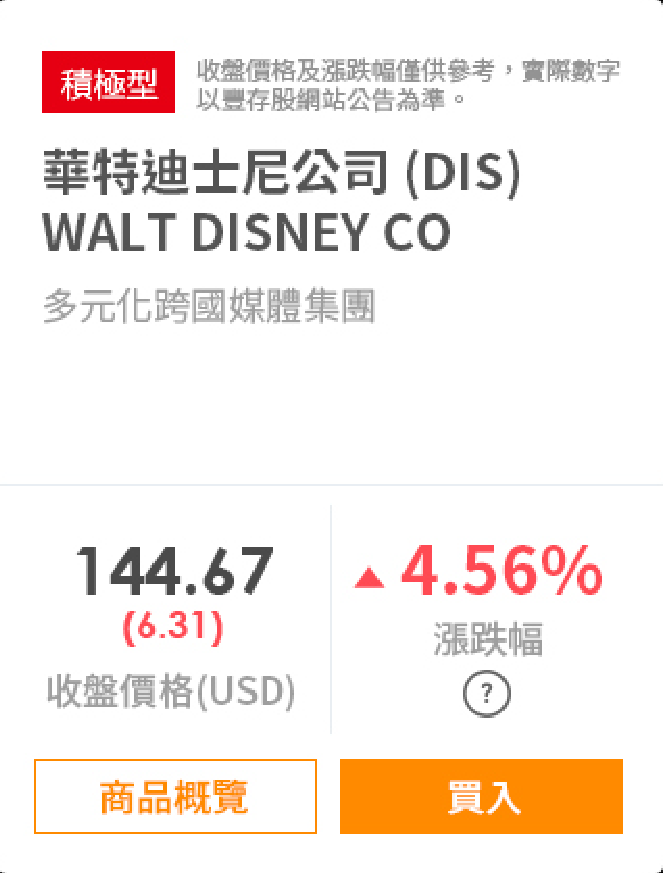 積極型
收盤價格及漲跌幅僅供參考，實際數字
以豐存股網站公告為準。
華特迪士尼公司 (DIS)
WALT DISNEY CO
多元化跨國媒體集團
144.67
(6.31)
收盤價格(USD)
▲ 4.56%
漲跌幅
?
商品概覽
買入